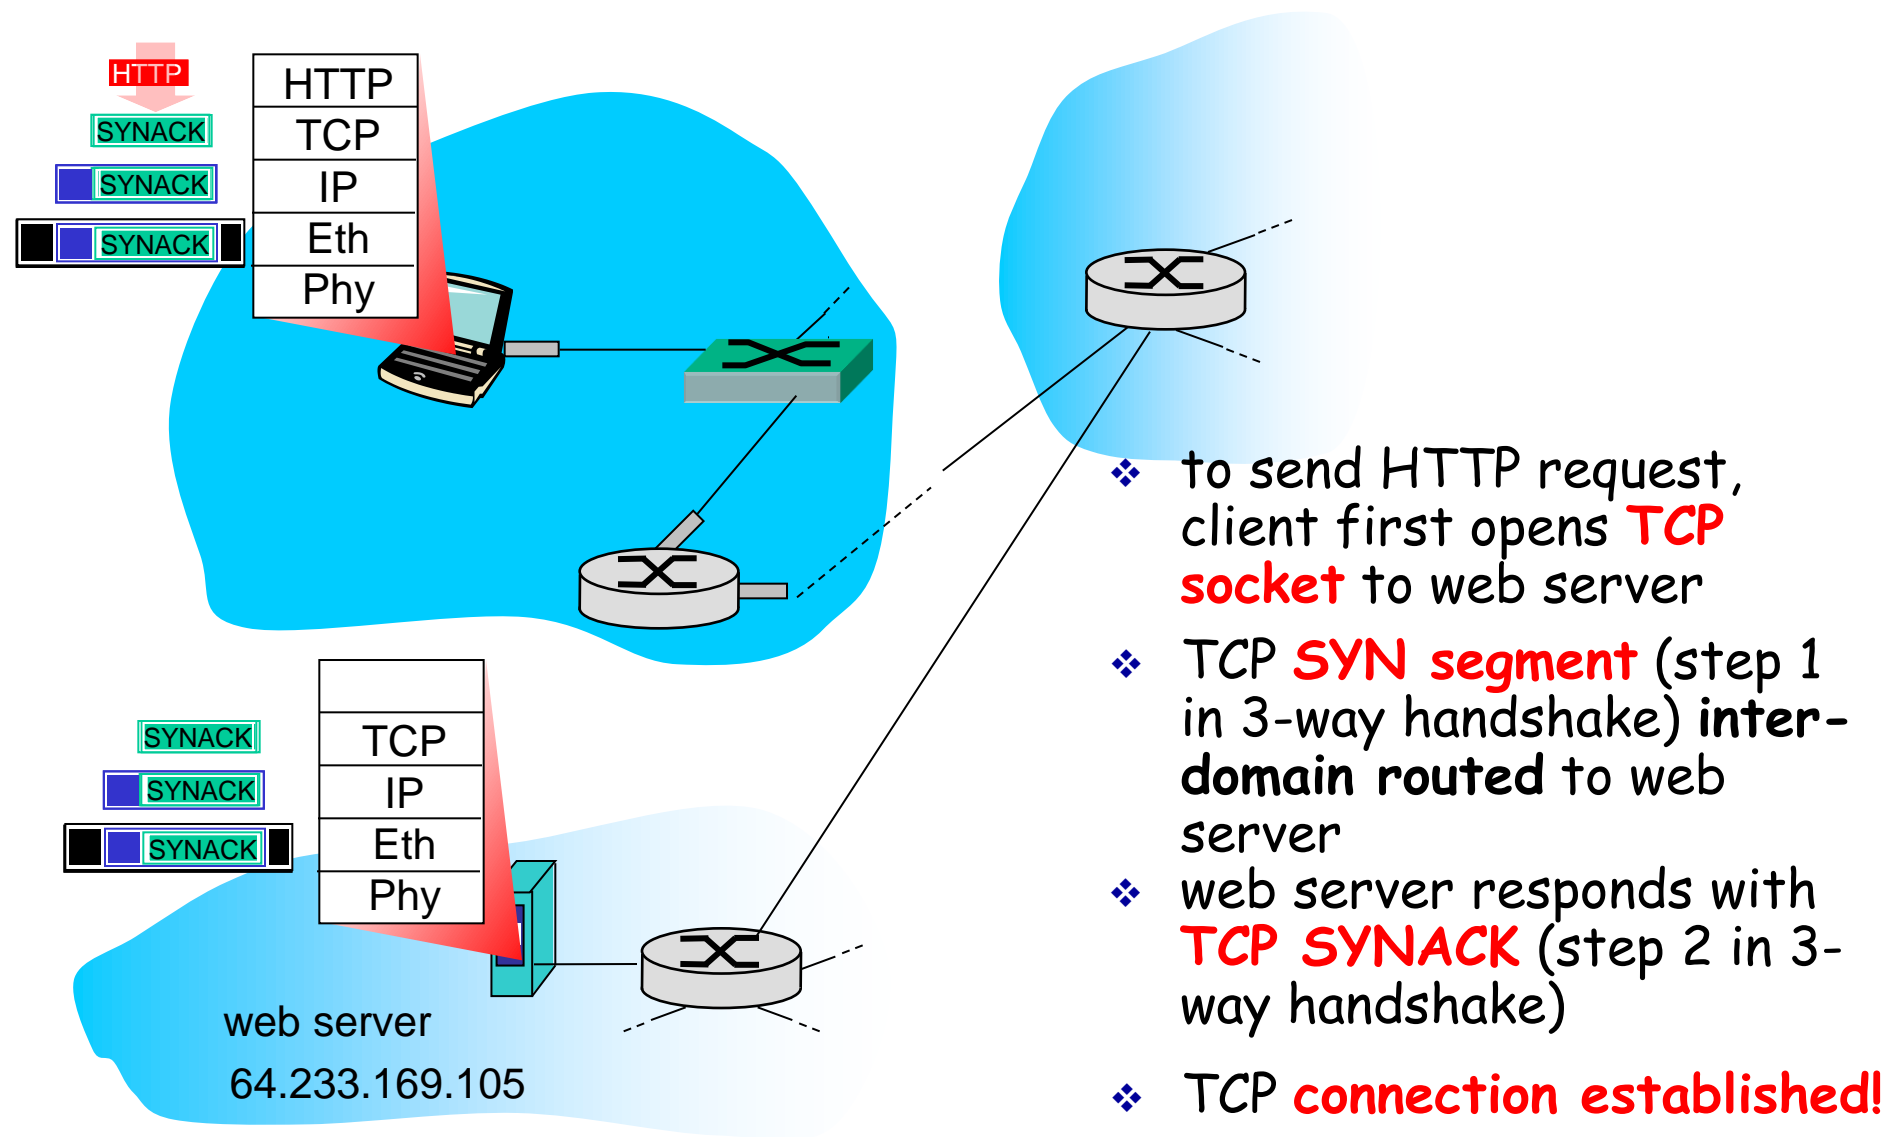 HTTP
SYNACK
SYNACK
SYNACK
HTTP
TCP
IP
Eth
Phy
SYNACK
SYNACK
SYNACK
TCP
IP
Eth
Phy
web server
64.233.169.105
to send HTTP request,
client first opens TCP
socket to web server
TCP SYN segment (step 1
in 3-way handshake) inter-
domain routed to web
server
web server responds with
TCP SYNACK (step 2 in 3-
way handshake)
TCP connection established!